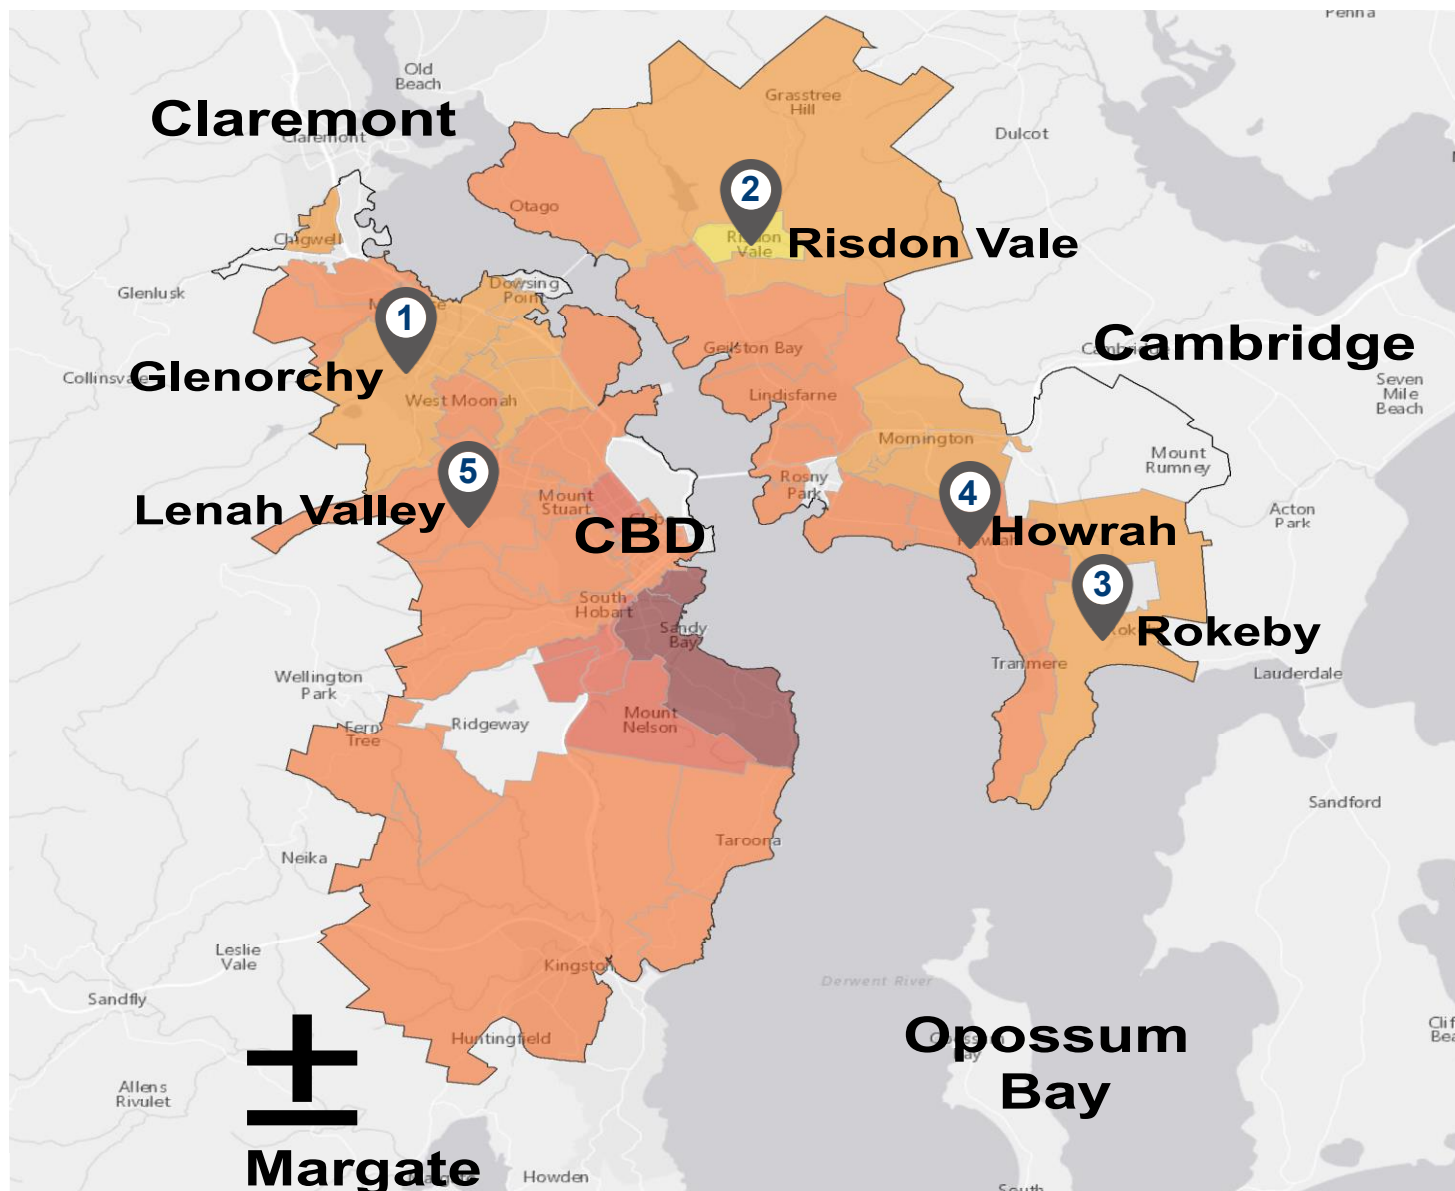 Penna
Old
Beach
Claremont
Claremont
Grasstree
Hill
Dulcot
2
Otago
Chigwell
Risdon
Vale
Risdon Vale
Glenlusk
Dowsing
Point
1
Cambridge
Geilston Bay
Collinsvale
Glenorchy
Seven
Mile
Beach
West Moonah
Lindisfarne
Mornington
Mount
Rumney
5
Rosny
Park
4
Mount
Stuart
Lenah Valley
CBD
Acton
Park
Howrah
3
South
Hobart
Sandy
Bay
Rokeby
Tranmere
Lauderdale
Wellington
Park
Fern
Tree
Ridgeway
Mount
Nelson
Sandford
Neika
Taroona
Leslie
Vale
Kingston
Derwent River
Sandfly
Huntingfield
Opossum
Bay
Allens
Rivulet
Margate
Howden
South